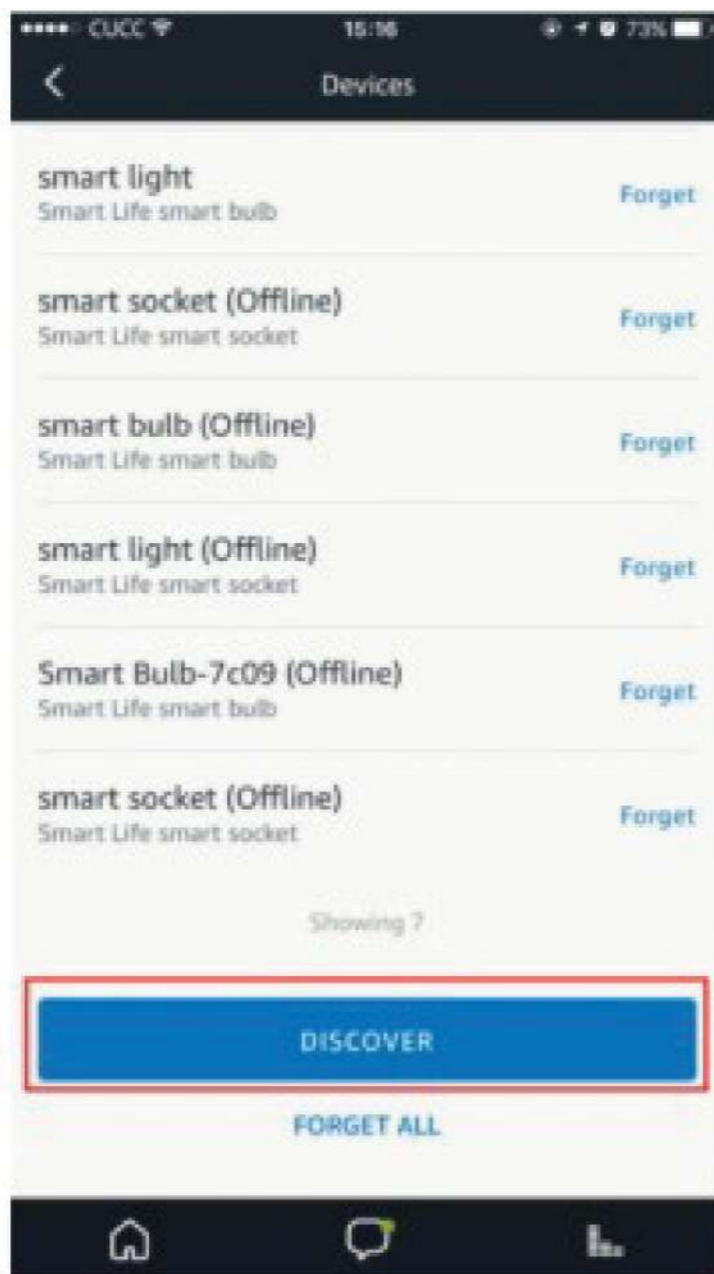 CUCC 15:16 73%
Devices
smart light
Smart Life smart bulb
Forget
smart socket (Offline)
Smart Life smart socket
Forget
smart bulb (Offline)
Smart Life smart bulb
Forget
smart light (Offline)
Smart Life smart socket
Forget
Smart Bulb-7c09 (Offline)
Smart Life smart bulb
Forget
smart socket (Offline)
Smart Life smart socket
Forget
Showing 7
DISCOVER
FORGET ALL